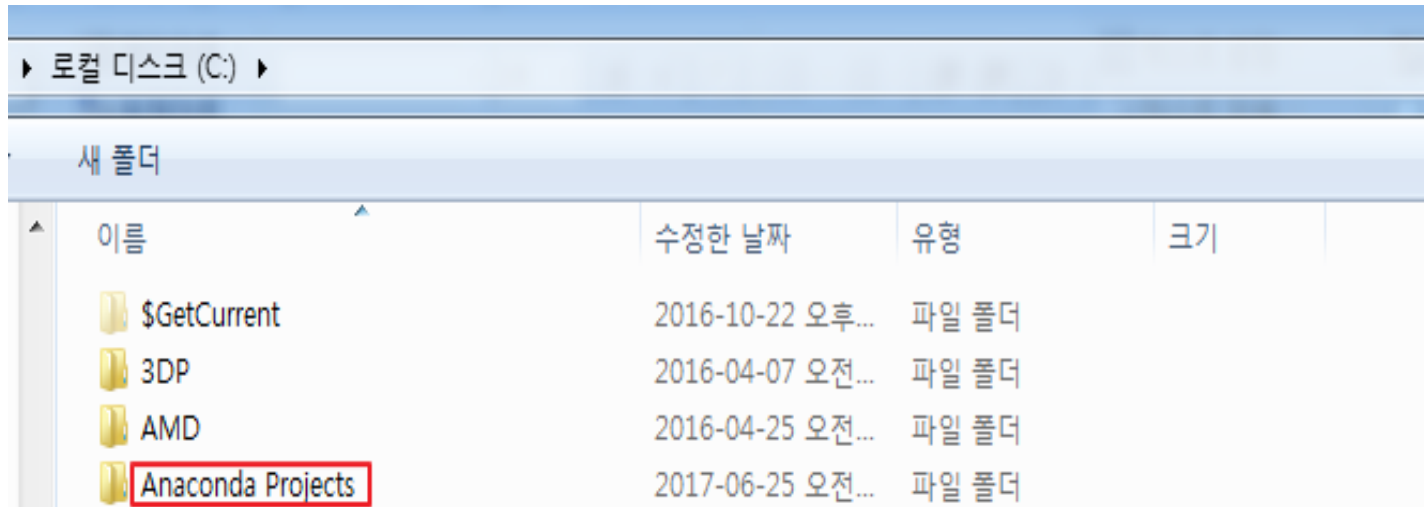 로컬 디스크 (C:)
새 폴더
이름 수정한 날짜 유형 크기
$GetCurrent 2016-10-22 오후... 파일 폴더
3DP 2016-04-07 오전... 파일 폴더
AMD 2016-04-25 오전... 파일 폴더
Anaconda Projects 2017-06-25 오전... 파일 폴더